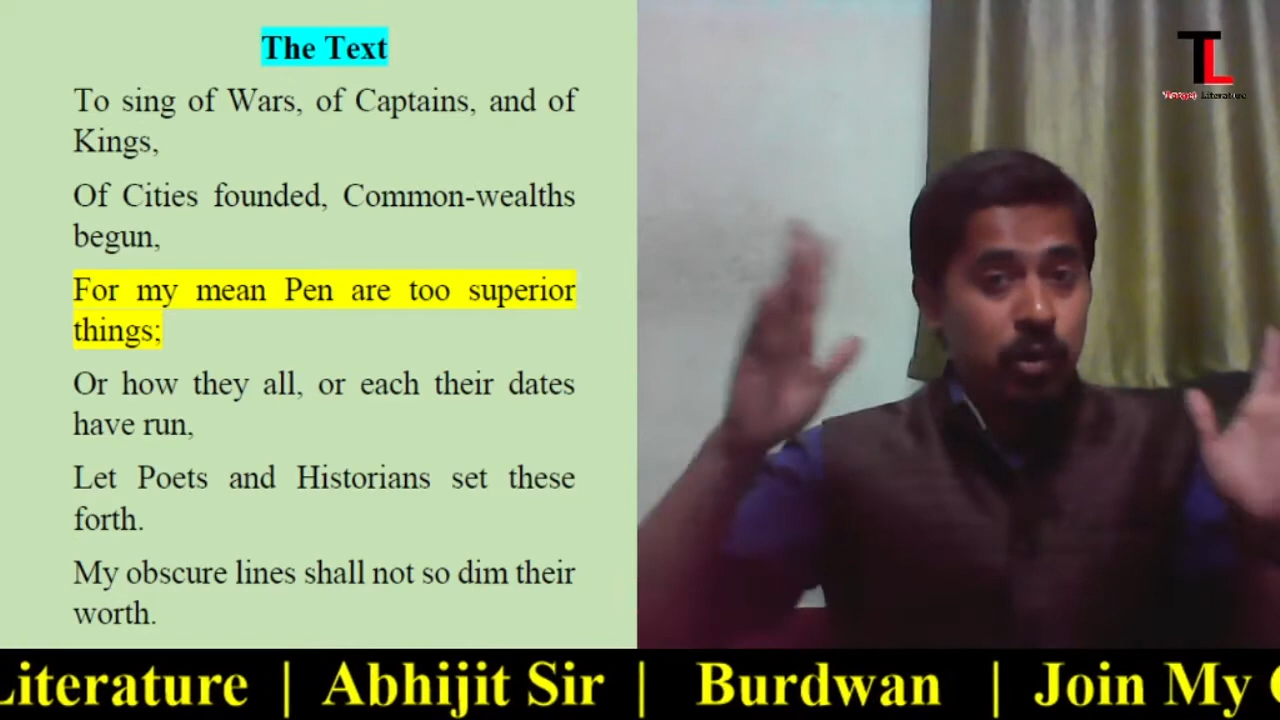 The Text
To sing of Wars, of Captains, and of
Kings,
Of Cities founded, Common-wealths
begun,
For my mean Pen are too superior
things;
Or how they all, or each their dates
have run,
Let Poets and Historians set these
forth.
My obscure lines shall not so dim their
worth.
TL
Target Literature
Literature | Abhijit Sir | Burdwan | Join My